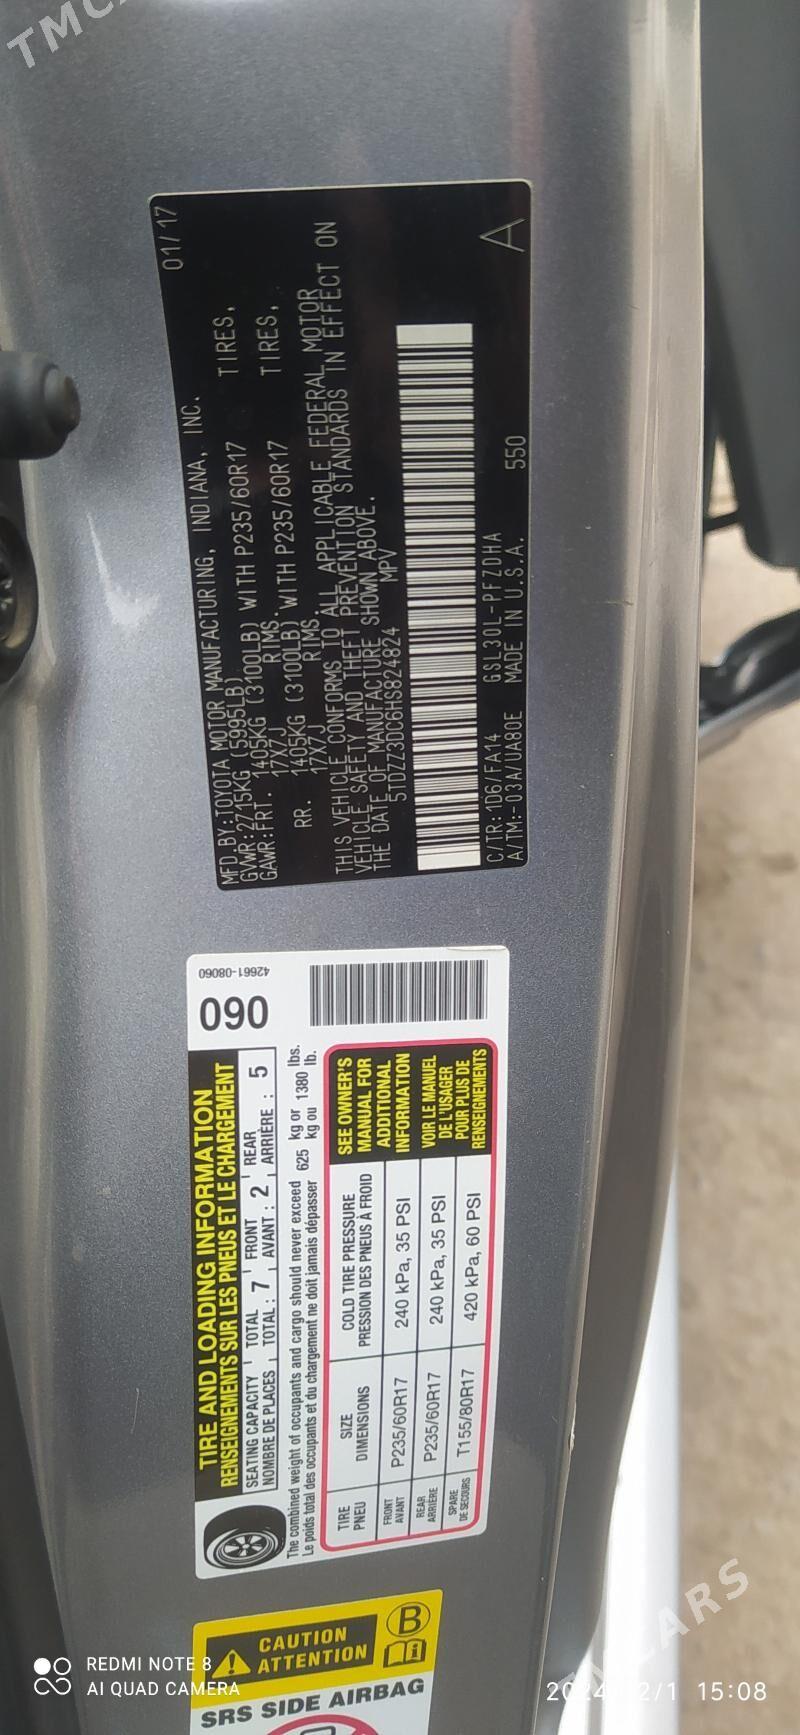 TMCA
01/17
MFD.BY:TOYOTA MOTOR MANUFACTURING, INDIANA, INC.
GVWR:2715KG (5995LB)
GAWR:FRT. 1405KG (3100LB) WITH P235/60R17 TIRES,
17X7J RIMS.
RR. 1405KG (3100LB) WITH P235/60R17 TIRES,
17X7J RIMS.
THIS VEHICLE CONFORMS TO ALL APPLICABLE FEDERAL MOTOR
VEHICLE SAFETY AND THEFT PREVENTION STANDARDS IN EFFECT ON
THE DATE OF MANUFACTURE SHOWN ABOVE.
5TDZZ3DC6HS824824 MPV
C/TR:1D6/FA14 GSL30L-PFZDHA
A/TM:-03A/UA80E MADE IN U.S.A. 550
A
TIRE AND LOADING INFORMATION
RENSEIGNEMENTS SUR LES PNEUS ET LE CHARGEMENT
060
42661-08060
SEATING CAPACITY TOTAL FRONT REAR
NOMBRE DE PLACES TOTAL : 7 AVANT : 2 ARRIÈRE : 5
The combined weight of occupants and cargo should never exceed 625 kg or 1380 lbs.
Le poids total des occupants et du chargement ne doit jamais dépasser kg ou lb.
TIRE SIZE COLD TIRE PRESSURE
PNEU DIMENSIONS PRESSION DES PNEUS À FROID
FRONT
AVANT P235/60R17 240 kPa, 35 PSI
REAR
ARRIÈRE P235/60R17 240 kPa, 35 PSI
SPARE
DE SECOURS T155/80R17 420 kPa, 60 PSI
SEE OWNER'S
MANUAL FOR
ADDITIONAL
INFORMATION
VOIR LE MANUEL
DE L'USAGER
POUR PLUS DE
RENSEIGNEMENTS
CAUTION
ATTENTION
B
SRS SIDE AIRBAG
REDMI NOTE 8
AI QUAD CAMERA
15:08
TMCARS